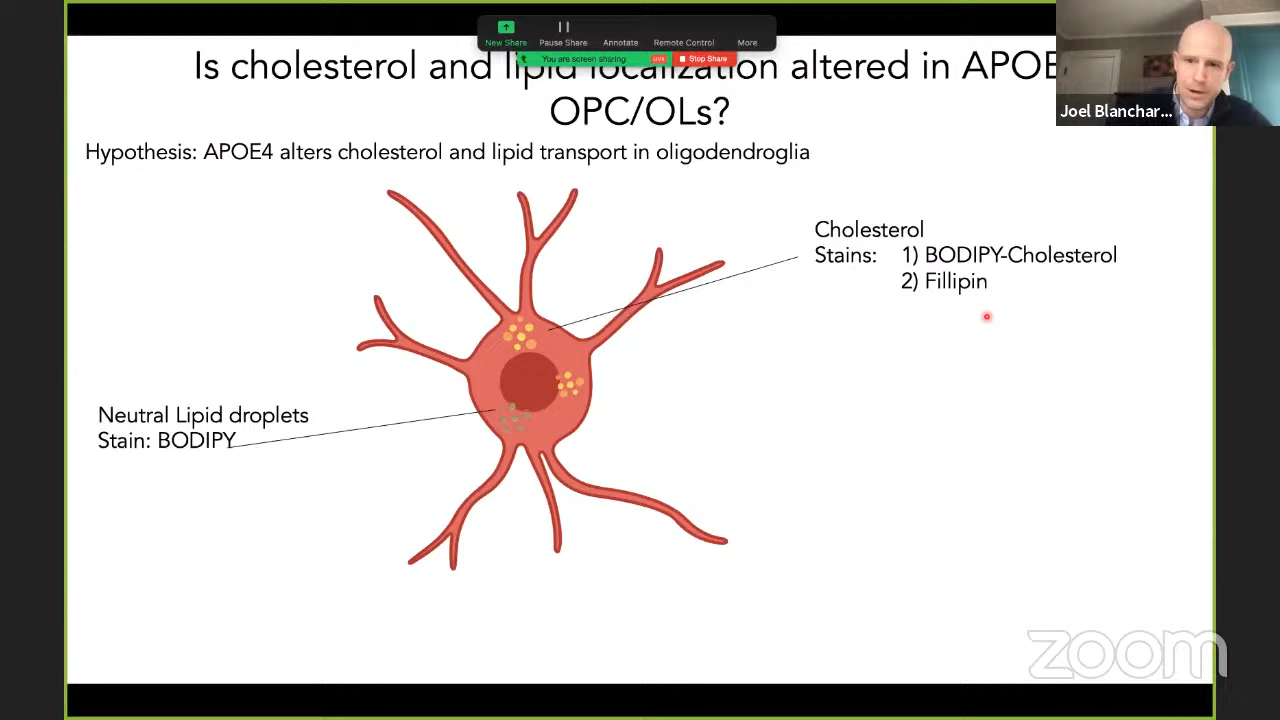 New Share
Pause Share
Annotate
Remote Control
More
You are screen sharing
LIVE
Stop Share
Is cholesterol and lipid localization altered in APOE
OPC/OLs?
Joel Blanchar...
Hypothesis: APOE4 alters cholesterol and lipid transport in oligodendroglia
Cholesterol
Stains: 1) BODIPY-Cholesterol
2) Fillipin
Neutral Lipid droplets
Stain: BODIPY
zoom